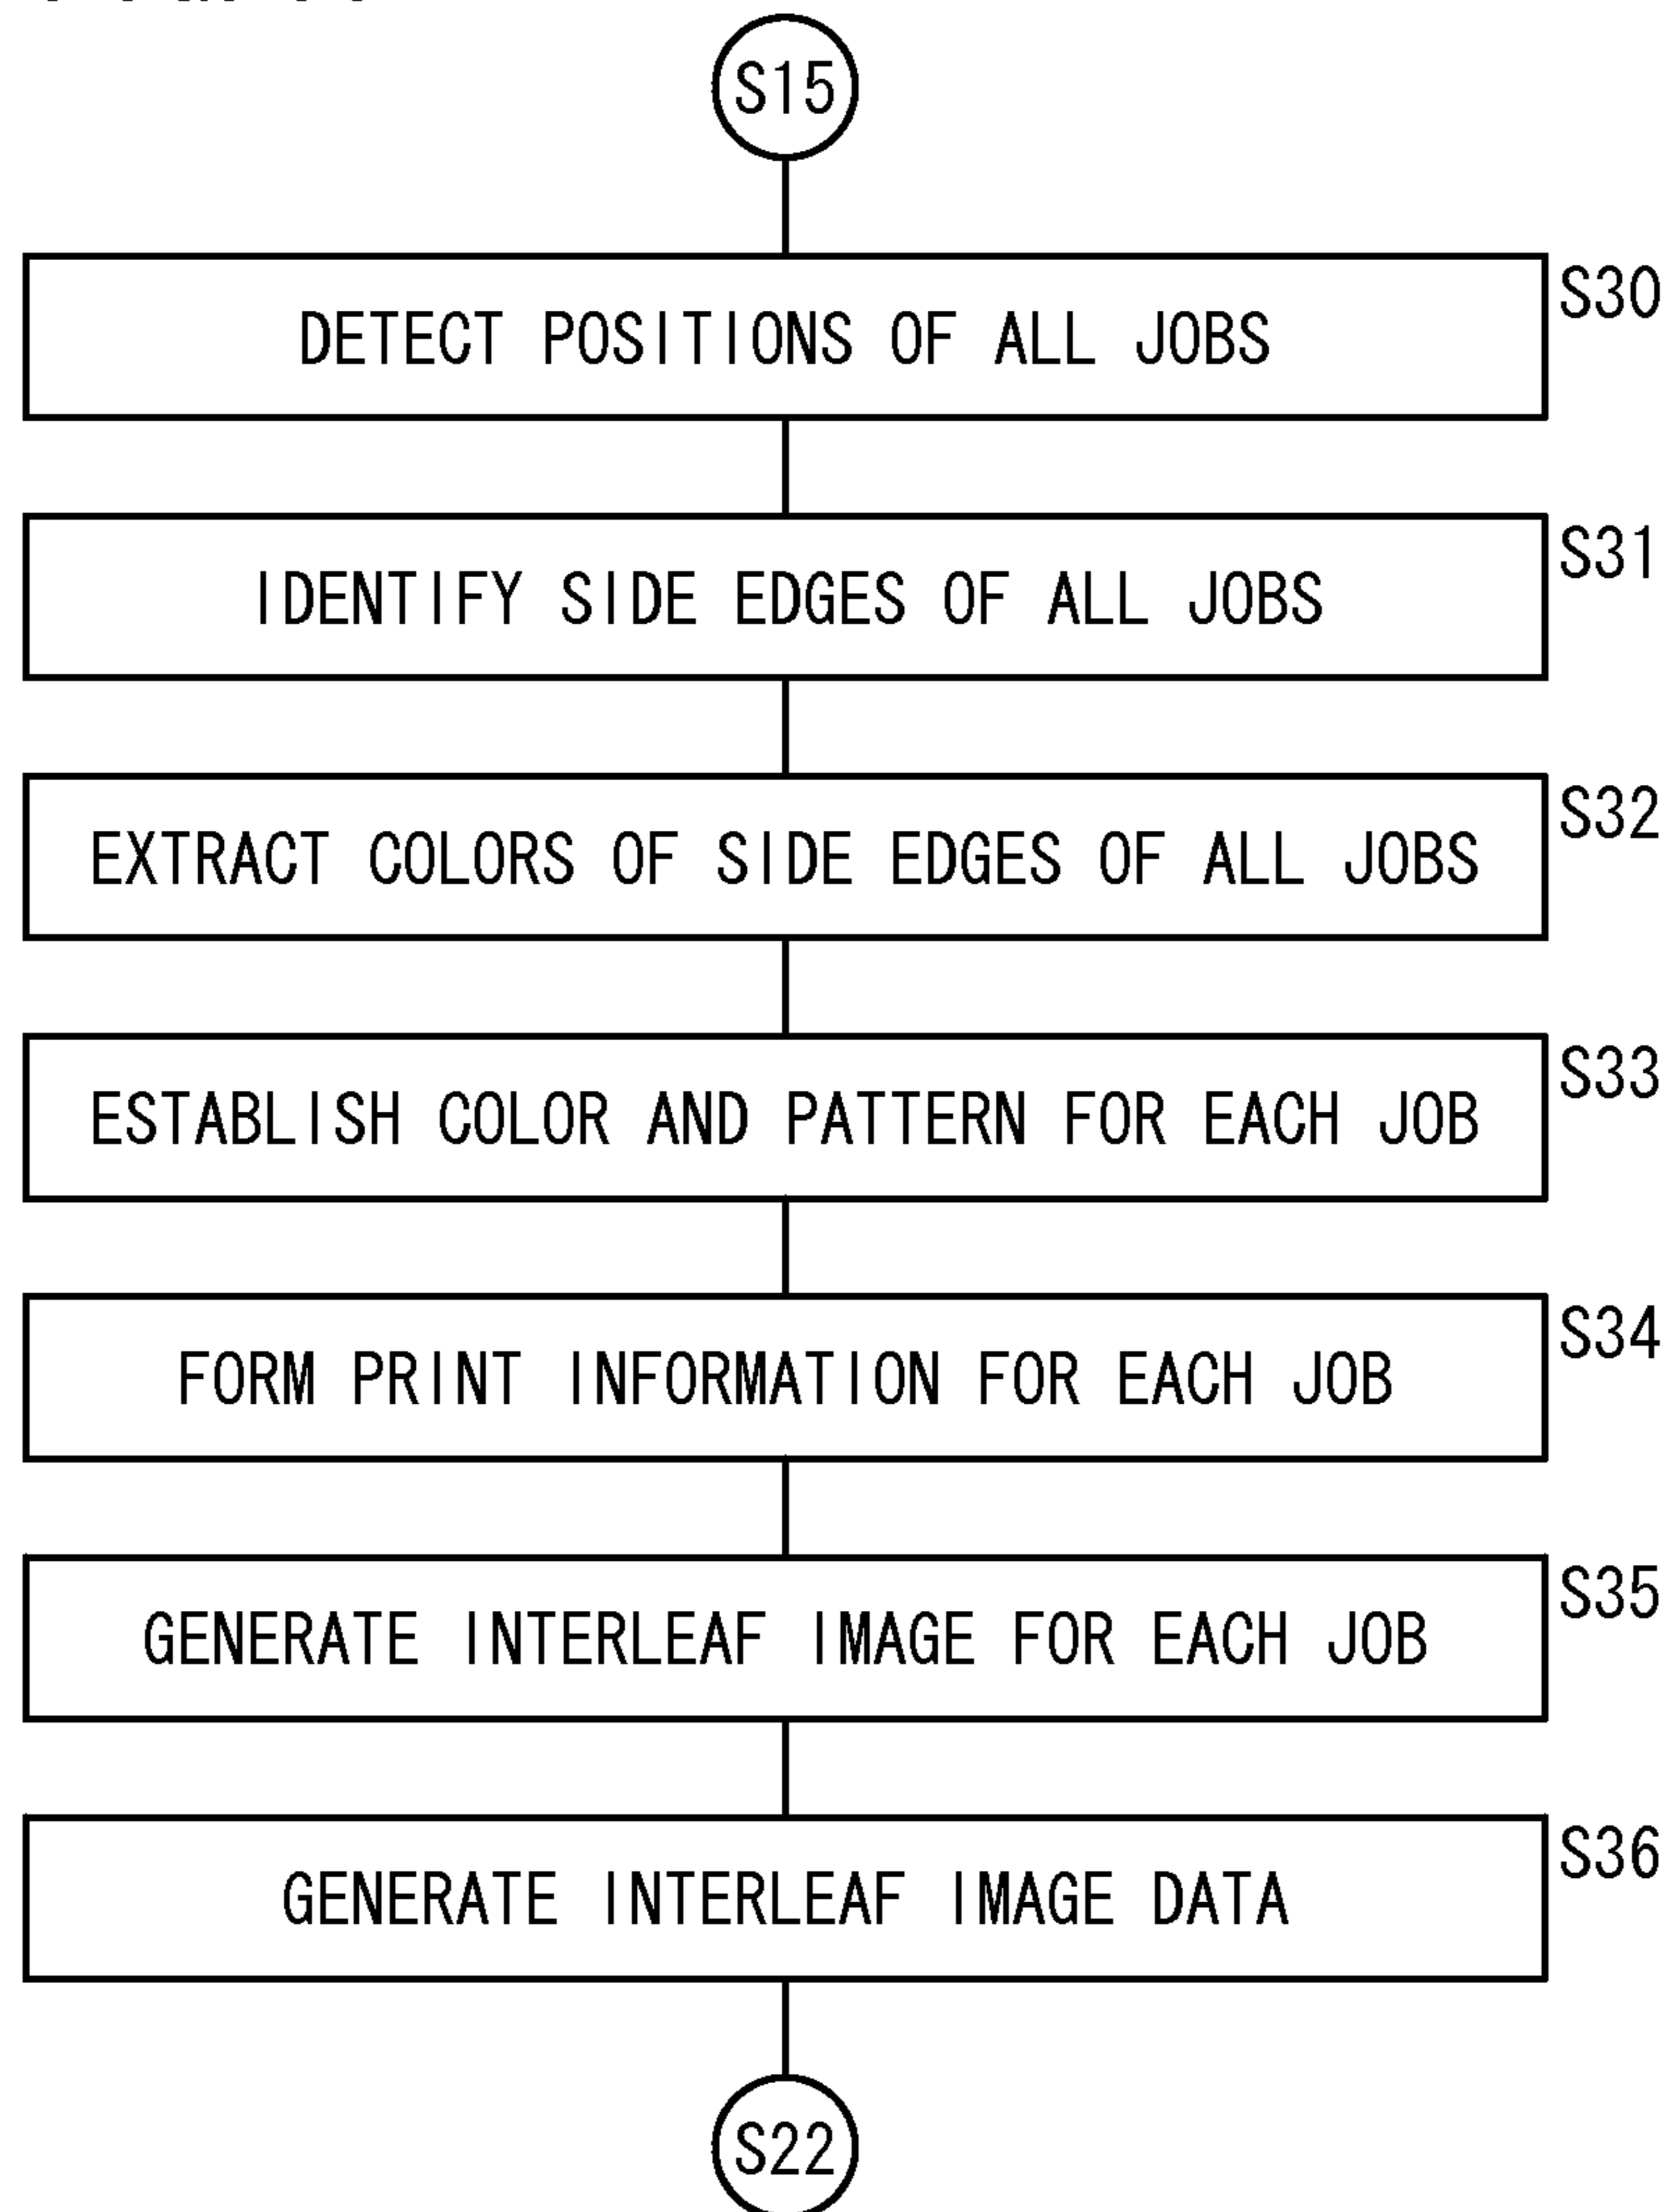 S15
S30
DETECT POSITIONS OF ALL JOBS
S31
IDENTIFY SIDE EDGES OF ALL JOBS
S32
EXTRACT COLORS OF SIDE EDGES OF ALL JOBS
S33
ESTABLISH COLOR AND PATTERN FOR EACH JOB
S34
FORM PRINT INFORMATION FOR EACH JOB
S35
GENERATE INTERLEAF IMAGE FOR EACH JOB
S36
GENERATE INTERLEAF IMAGE DATA
S22